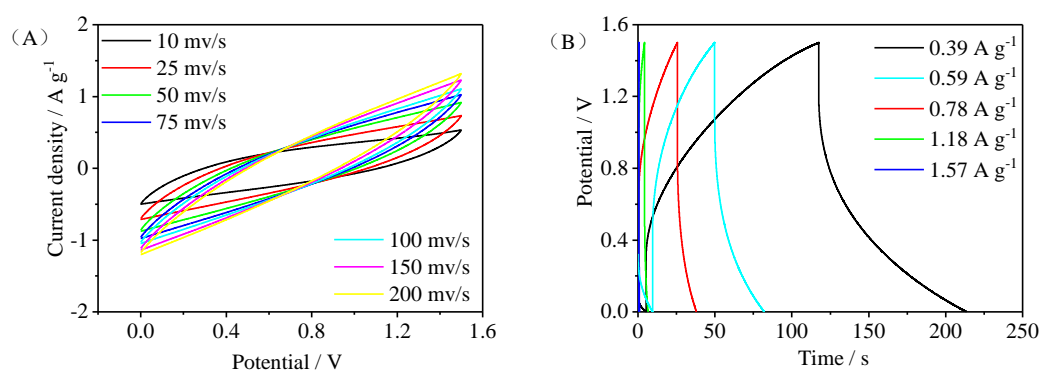 （A）
2
1
0
-1
-2
0.0
0.4
0.8
1.2
1.6
Current density / A g-1
Potential / V
10 mv/s
25 mv/s
50 mv/s
75 mv/s
100 mv/s
150 mv/s
200 mv/s
（B）
1.6
1.2
0.8
0.4
0.0
0
50
100
150
200
250
Potential / V
Time / s
0.39 A g-1
0.59 A g-1
0.78 A g-1
1.18 A g-1
1.57 A g-1